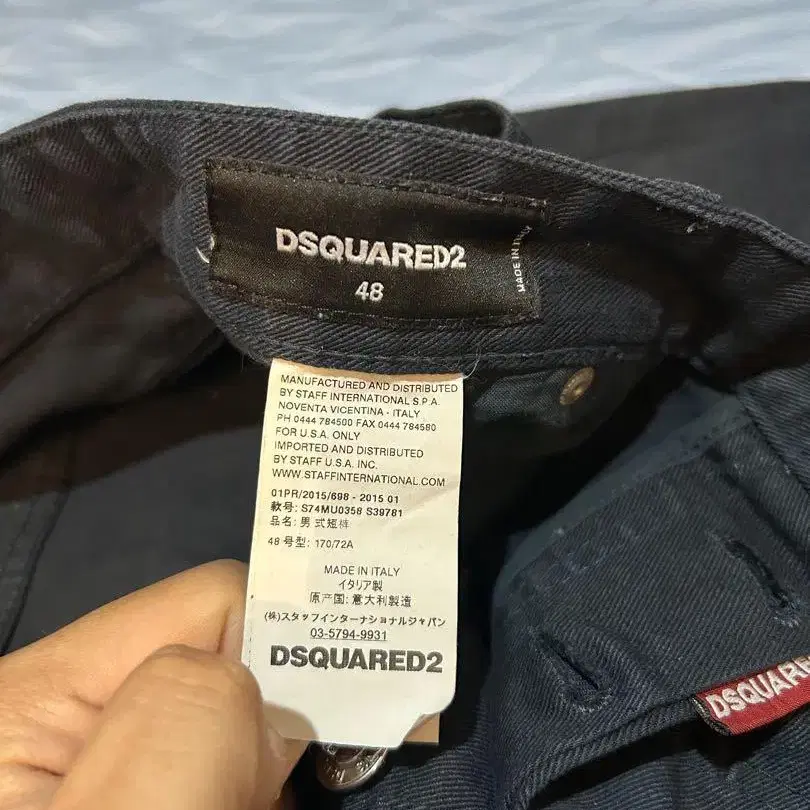 DSQUARED2
48
MADE IN
MANUFACTURED AND DISTRIBUTED
BY STAFF INTERNATIONAL S.P.A.
NOVENTA VICENTINA - ITALY
PH 0444 784500 FAX 0444 784580
FOR U.S.A. ONLY
IMPORTED AND DISTRIBUTED
BY STAFF U.S.A. INC.
WWW.STAFFINTERNATIONAL.COM
01PR/2015/698 - 2015 01
款号: S74MU0358 S39781
品名: 男式短裤
48 号型: 170/72A
MADE IN ITALY
イタリア製
原产国: 意大利製造
(株)スタッフインターナショナルジャパン
03-5794-9931
DSQUARED2
DSQUAR